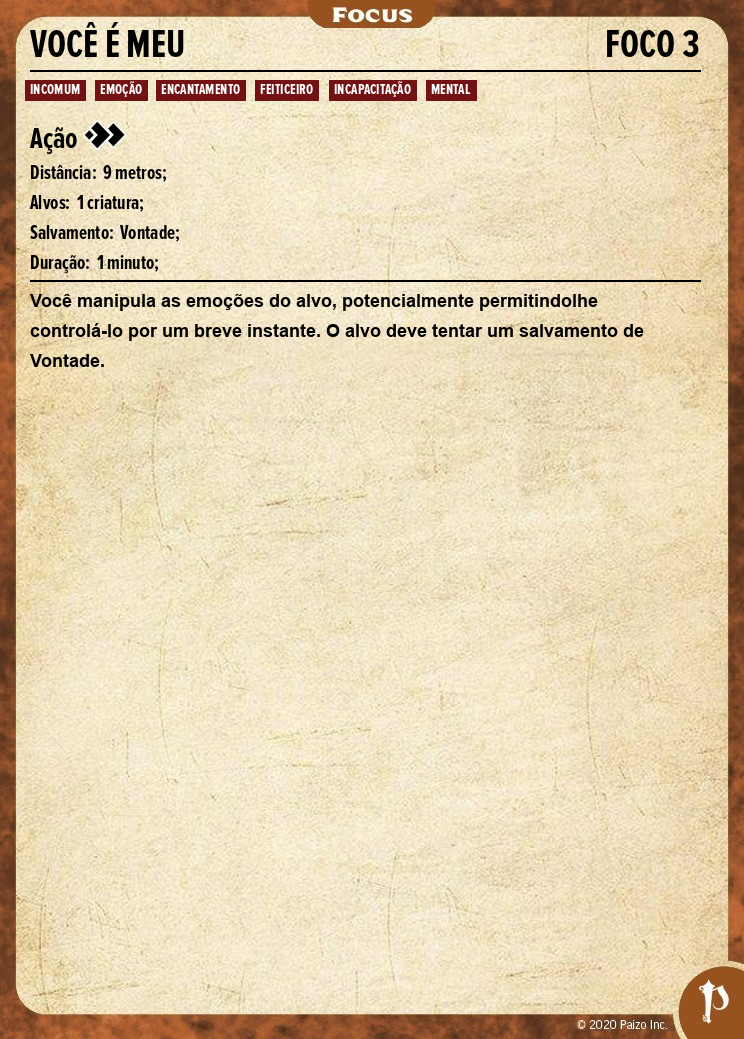 Focus
VOCÊ É MEU FOCO 3
INCOMUM EMOÇÃO ENCANTAMENTO FEITICEIRO INCAPACITAÇÃO MENTAL
Ação
Distância: 9 metros;
Alvos: 1 criatura;
Salvamento: Vontade;
Duração: 1 minuto;
Você manipula as emoções do alvo, potencialmente permitindolhe
controlá-lo por um breve instante. O alvo deve tentar um salvamento de
Vontade.
© 2020 Paizo Inc.
P